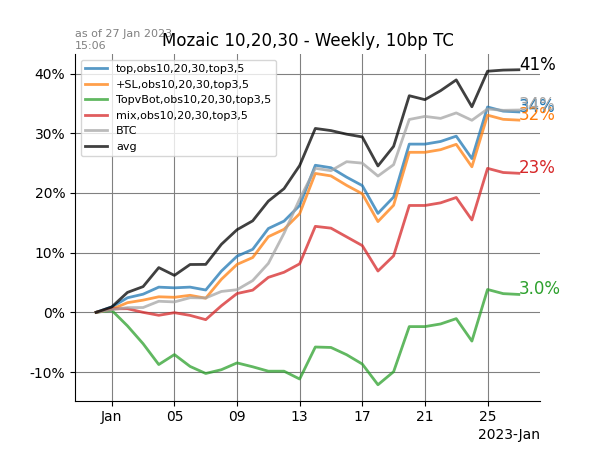 as of 27 Jan 2023
15:06
Mozaic 10,20,30 - Weekly, 10bp TC
top,obs10,20,30,top3,5
+SL,obs10,20,30,top3,5
TopvBot,obs10,20,30,top3,5
mix,obs10,20,30,top3,5
BTC
avg
40%
30%
20%
10%
0%
-10%
41%
34%
34%
32%
23%
3.0%
Jan
05
09
13
17
21
25
2023-Jan